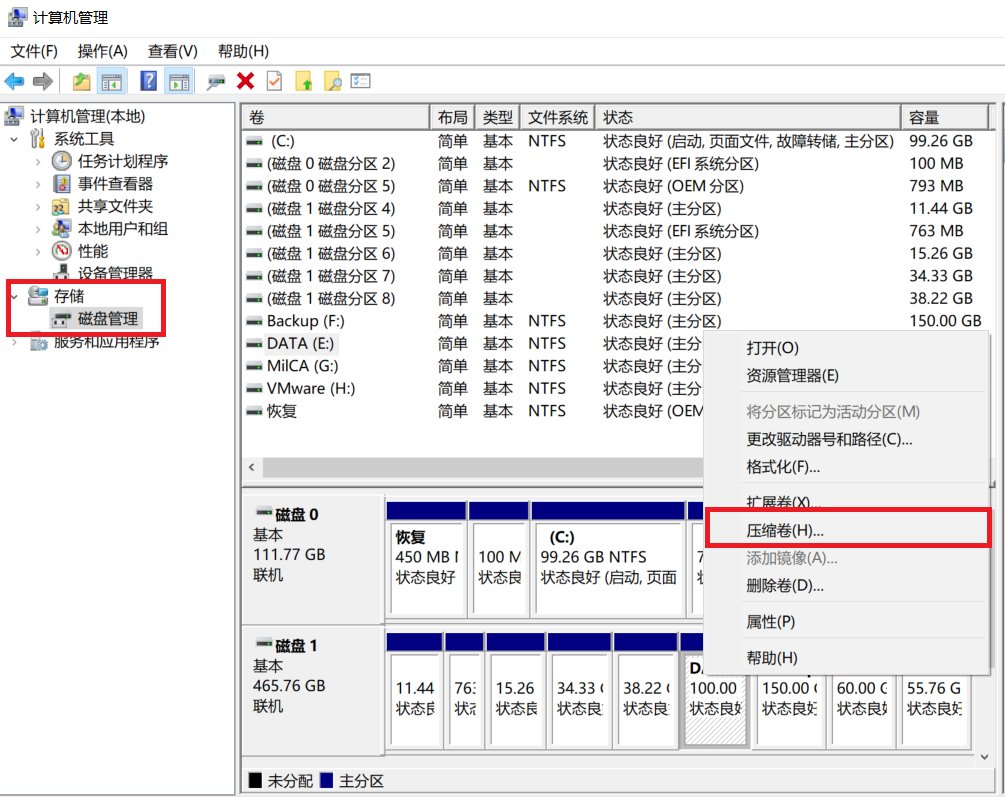 计算机管理
文件(F) 操作(A) 查看(V) 帮助(H)
计算机管理(本地)
系统工具
任务计划程序
事件查看器
共享文件夹
本地用户和组
性能
设备管理器
存储
磁盘管理
服务和应用程序
卷 布局 类型 文件系统 状态 容量
(C:) 简单 基本 NTFS 状态良好 (启动, 页面文件, 故障转储, 主分区) 99.26 GB
(磁盘 0 磁盘分区 2) 简单 基本 状态良好 (EFI 系统分区) 100 MB
(磁盘 0 磁盘分区 5) 简单 基本 NTFS 状态良好 (OEM 分区) 793 MB
(磁盘 1 磁盘分区 4) 简单 基本 状态良好 (主分区) 11.44 GB
(磁盘 1 磁盘分区 5) 简单 基本 状态良好 (EFI 系统分区) 763 MB
(磁盘 1 磁盘分区 6) 简单 基本 状态良好 (主分区) 15.26 GB
(磁盘 1 磁盘分区 7) 简单 基本 状态良好 (主分区) 34.33 GB
(磁盘 1 磁盘分区 8) 简单 基本 状态良好 (主分区) 38.22 GB
Backup (F:) 简单 基本 NTFS 状态良好 (主分区) 150.00 GB
DATA (E:) 简单 基本 NTFS 状态良好 (主分
MilCA (G:) 简单 基本 NTFS 状态良好 (主分
VMware (H:) 简单 基本 NTFS 状态良好 (主分
恢复 简单 基本 NTFS 状态良好 (OEM
打开(O)
资源管理器(E)
将分区标记为活动分区(M)
更改驱动器号和路径(C)...
格式化(F)...
扩展卷(X)...
压缩卷(H)...
添加镜像(A)...
删除卷(D)...
属性(P)
帮助(H)
磁盘 0
基本
111.77 GB
联机
恢复
450 MB
状态良好
100 M
状态良
(C:)
99.26 GB NTFS
状态良好 (启动, 页面
磁盘 1
基本
465.76 GB
联机
11.44
状态良
763
状态
15.26
状态良
34.33
状态良
38.22
状态良
100.00
状态良好
150.00
状态良好
60.00 G
状态良好
55.76 G
状态良好
未分配 主分区